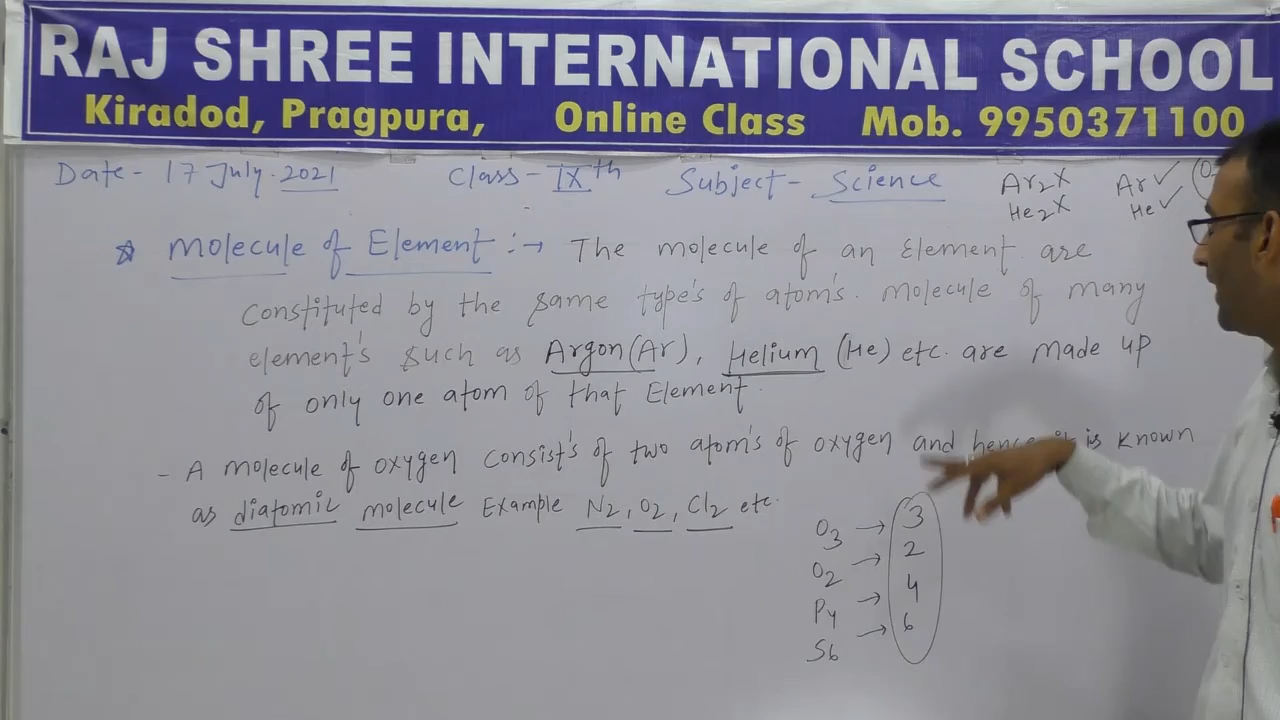 RAJ SHREE INTERNATIONAL SCHOOL
Kiradod, Pragpura, Online Class Mob. 9950371100
Date - 17 July. 2021 Class - IXth Subject - Science
Ar2 X Ar ✓
He2 X He ✓
☆ Molecule of Element :→ The molecule of an Element are
constituted by the same type's of atom's. Molecule of many
element's such as Argon (Ar), Helium (He) etc. are made up
of only one atom of that Element.
- A molecule of oxygen consist's of two atom's of oxygen and hence it is known
as diatomic molecule Example N2, O2, Cl2 etc.
O3 → 3
O2 → 2
P4 → 4
S6 → 6